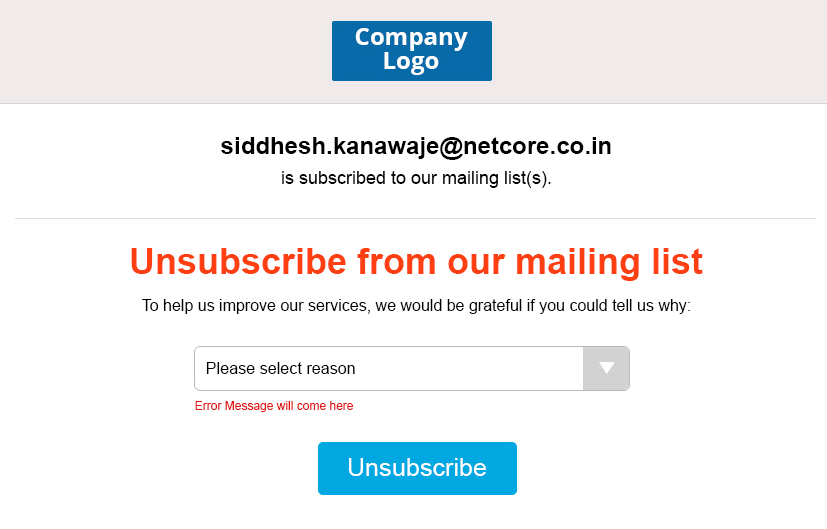 Company
Logo
siddhesh.kanawaje@netcore.co.in
is subscribed to our mailing list(s).
Unsubscribe from our mailing list
To help us improve our services, we would be grateful if you could tell us why:
Please select reason
Error Message will come here
Unsubscribe